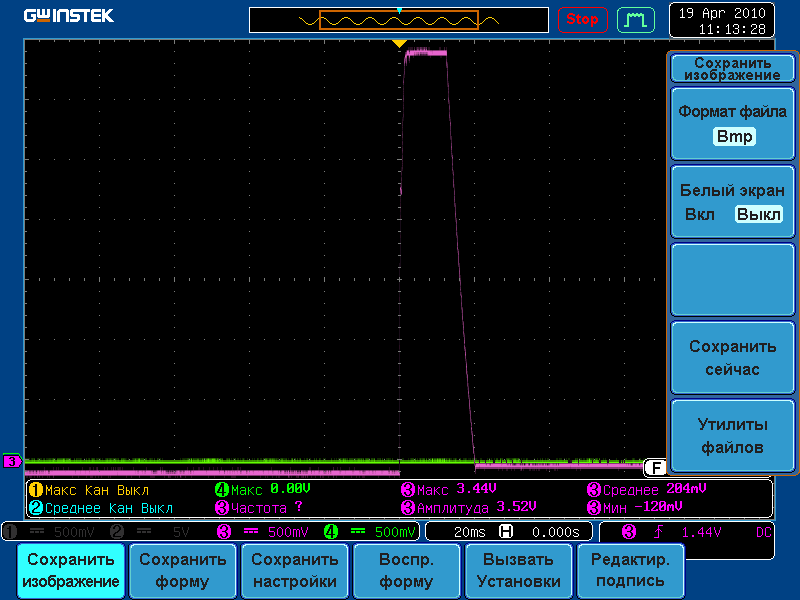 GWINSTEK
Stop
19 Apr 2010
11:13:28
Сохранить
изображение
Формат файла
Bmp
Белый экран
Вкл Выкл
Сохранить
сейчас
Утилиты
файлов
3
F
1 Макс Кан Выкл
4 Макс 0.00V
3 Макс 3.44V
3 Среднее 204mV
2 Среднее Кан Выкл
3 Частота ?
3 Амплитуда 3.52V
3 Мин -120mV
1 500mV 2 5V 3 500mV 4 500mV
20ms H 0.000s
3 1.44V DC
Сохранить
изображение
Сохранить
форму
Сохранить
настройки
Воспр.
форму
Вызвать
Установки
Редактир.
подпись